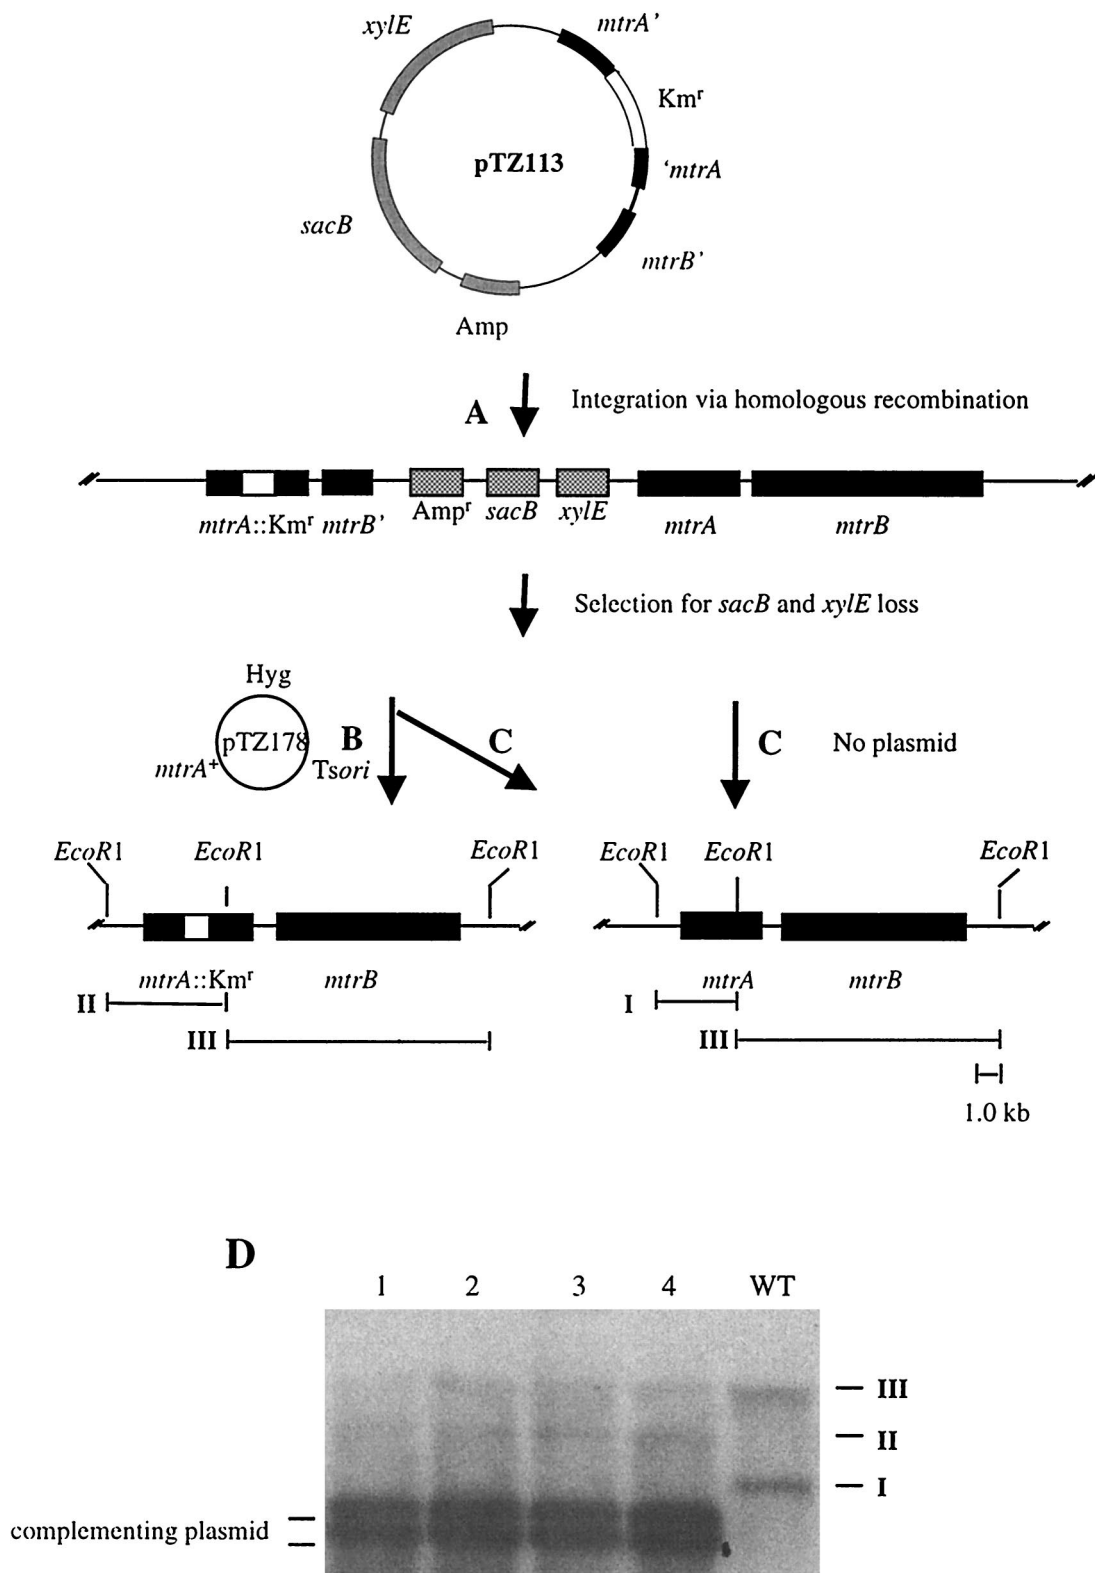 xylE
mtrA’
Kmʳ
pTZ113
‘mtrA
sacB
mtrB’
Amp
A
Integration via homologous recombination
mtrA::Kmʳ mtrB’ Ampʳ sacB xylE mtrA mtrB
Selection for sacB and xylE loss
Hyg
pTZ178
mtrA⁺
Tsori
B
C
C
No plasmid
EcoR1 EcoR1 EcoR1
EcoR1 EcoR1 EcoR1
mtrA::Kmʳ mtrB
mtrA mtrB
II
I
III
III
1.0 kb
D
1 2 3 4 WT
III
II
I
complementing plasmid